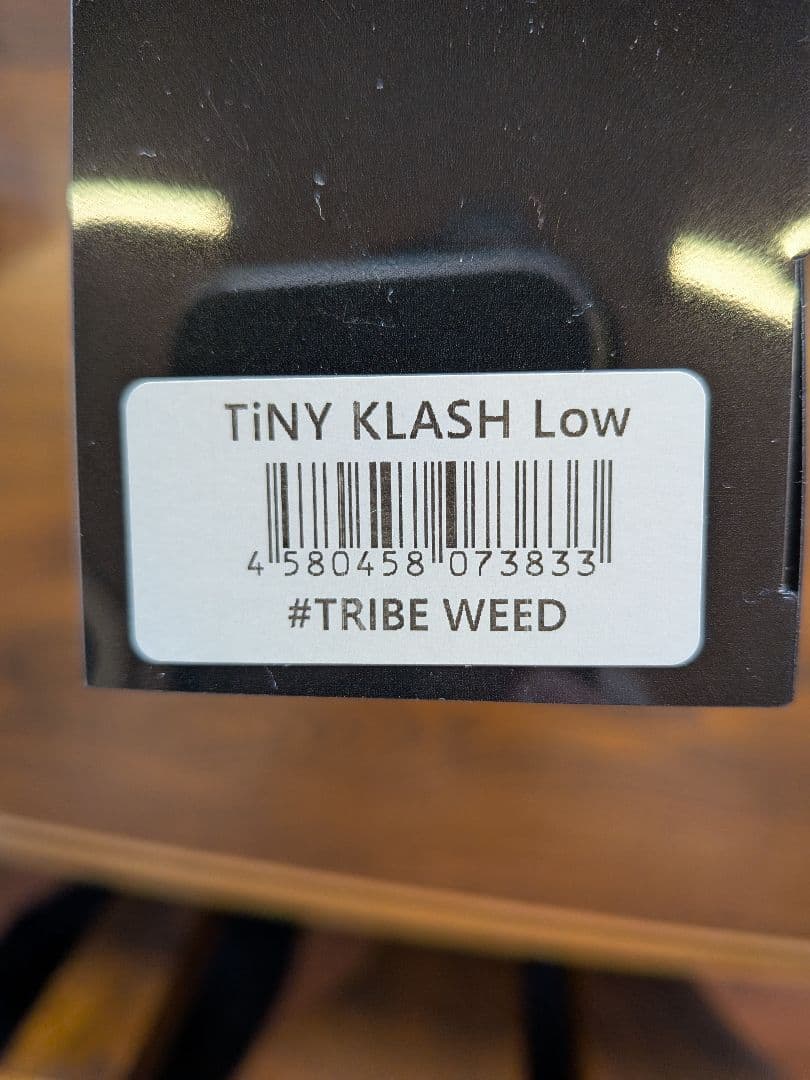 TiNY KLASH Low
4 580458 073833
#TRIBE WEED